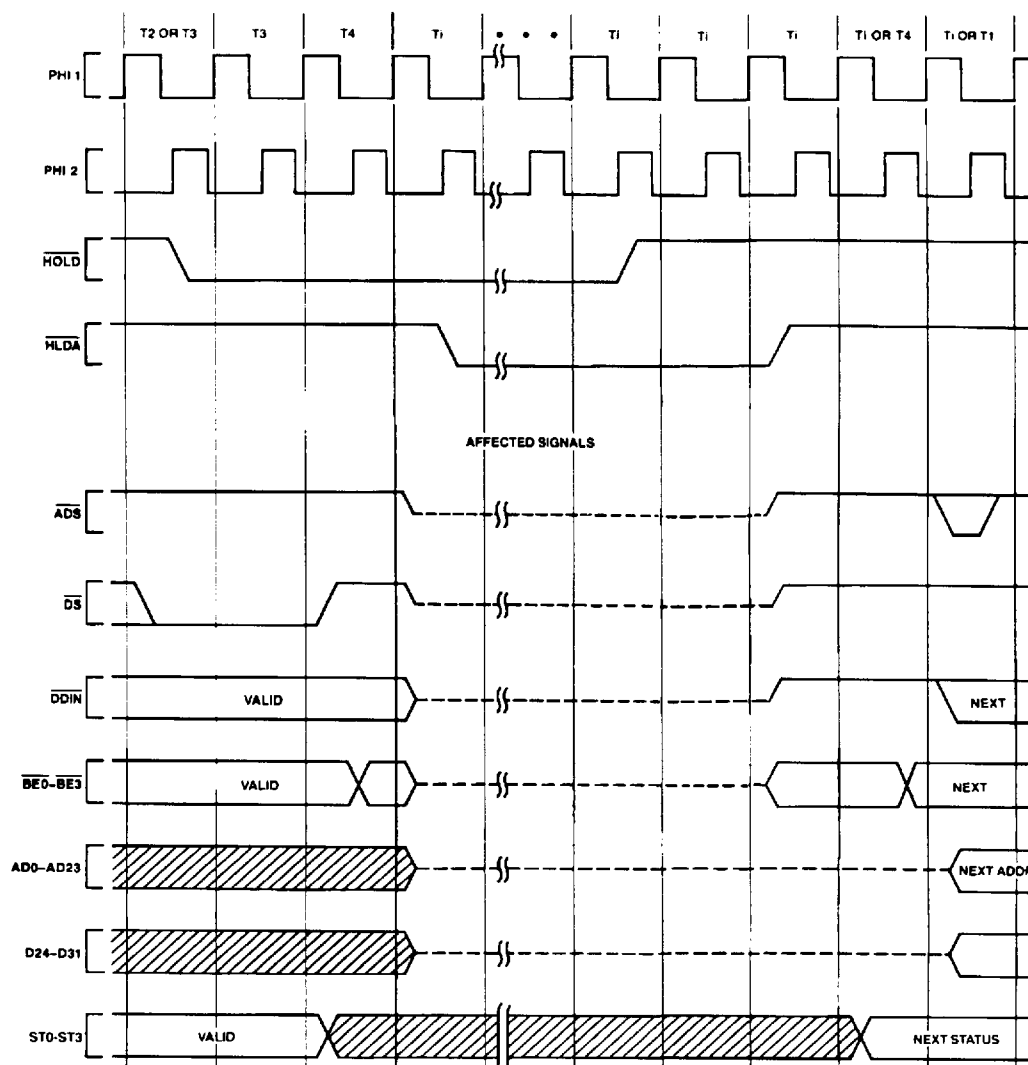 T2 OR T3 T3 T4 Ti • • • Ti Ti Ti Ti OR T4 Ti OR T1
PHI 1
PHI 2
HOLD
HLDA
AFFECTED SIGNALS
ADS
DS
DDIN VALID NEXT
BE0-BE3 VALID NEXT
AD0-AD23 NEXT ADDR
D24-D31
ST0-ST3 VALID NEXT STATUS